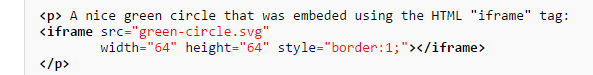 <p> A nice green circle that was embeded using the HTML "iframe" tag:
<iframe src="green-circle.svg"
width="64" height="64" style="border:1;"></iframe>
</p>